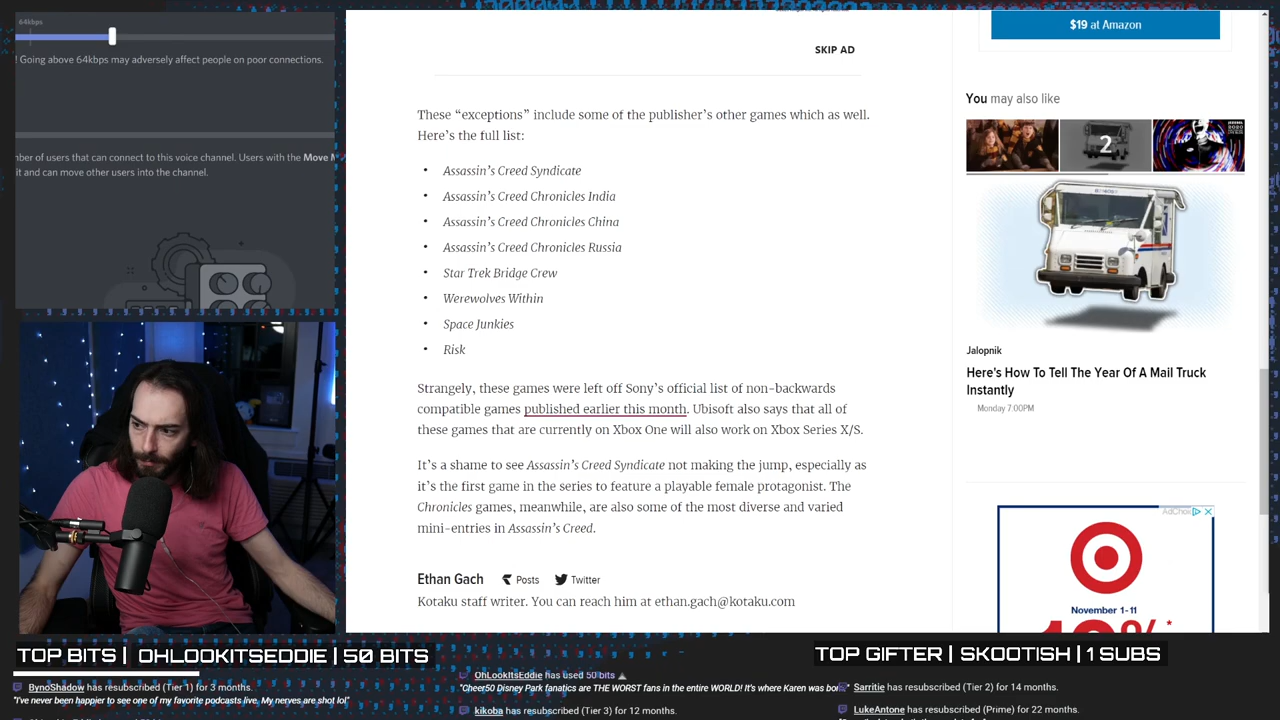 64kbps
! Going above 64kbps may adversely affect people on poor connections.
nber of users that can connect to this voice channel. Users with the Move
it and can move other users into the channel.
SKIP AD
These “exceptions” include some of the publisher’s other games which as well.
Here’s the full list:
• Assassin’s Creed Syndicate
• Assassin’s Creed Chronicles India
• Assassin’s Creed Chronicles China
• Assassin’s Creed Chronicles Russia
• Star Trek Bridge Crew
• Werewolves Within
• Space Junkies
• Risk
Strangely, these games were left off Sony’s official list of non-backwards
compatible games published earlier this month. Ubisoft also says that all of
these games that are currently on Xbox One will also work on Xbox Series X/S.
It’s a shame to see Assassin’s Creed Syndicate not making the jump, especially as
it’s the first game in the series to feature a playable female protagonist. The
Chronicles games, meanwhile, are also some of the most diverse and varied
mini-entries in Assassin’s Creed.
Ethan Gach Posts Twitter
Kotaku staff writer. You can reach him at ethan.gach@kotaku.com
$19 at Amazon
You may also like
2
Jalopnik
Here's How To Tell The Year Of A Mail Truck
Instantly
Monday 7:00PM
AdChoi
November 1-11
TOP BITS | OHLOOKITSEDDIE | 50 BITS
TOP GIFTER | SKOOTISH | 1 SUBS
BynoShadow has resubscribed (Tier 1) for 3 months.
"I've never been happier to see one of my favorite podcasts live. My nerves are shot lol"
OhLookItsEddie has used 50 bits
"Cheer50 Disney Park fanatics are THE WORST fans in the entire WORLD! It's where Karen was bor
kikoba has resubscribed (Tier 3) for 12 months.
Sarritie has resubscribed (Tier 2) for 14 months.
LukeAntone has resubscribed (Prime) for 22 months.